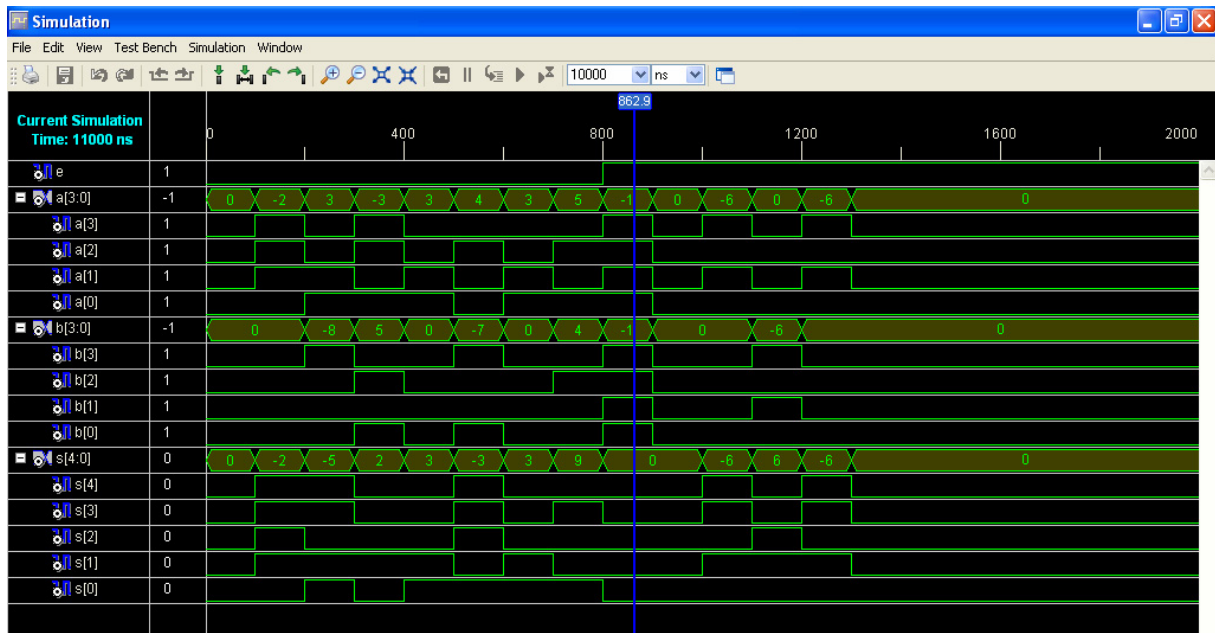 Simulation
File Edit View Test Bench Simulation Window
10000 ns
862.9
Current Simulation
Time: 11000 ns
0 400 800 1200 1600 2000
e 1
a[3:0] -1 0 -2 3 -3 3 4 3 5 -1 0 -6 0 -6 0
a[3] 1
a[2] 1
a[1] 1
a[0] 1
b[3:0] -1 0 -8 5 0 -7 0 4 -1 0 -6 0
b[3] 1
b[2] 1
b[1] 1
b[0] 1
s[4:0] 0 0 -2 -5 2 3 -3 3 9 0 -6 6 -6 0
s[4] 0
s[3] 0
s[2] 0
s[1] 0
s[0] 0